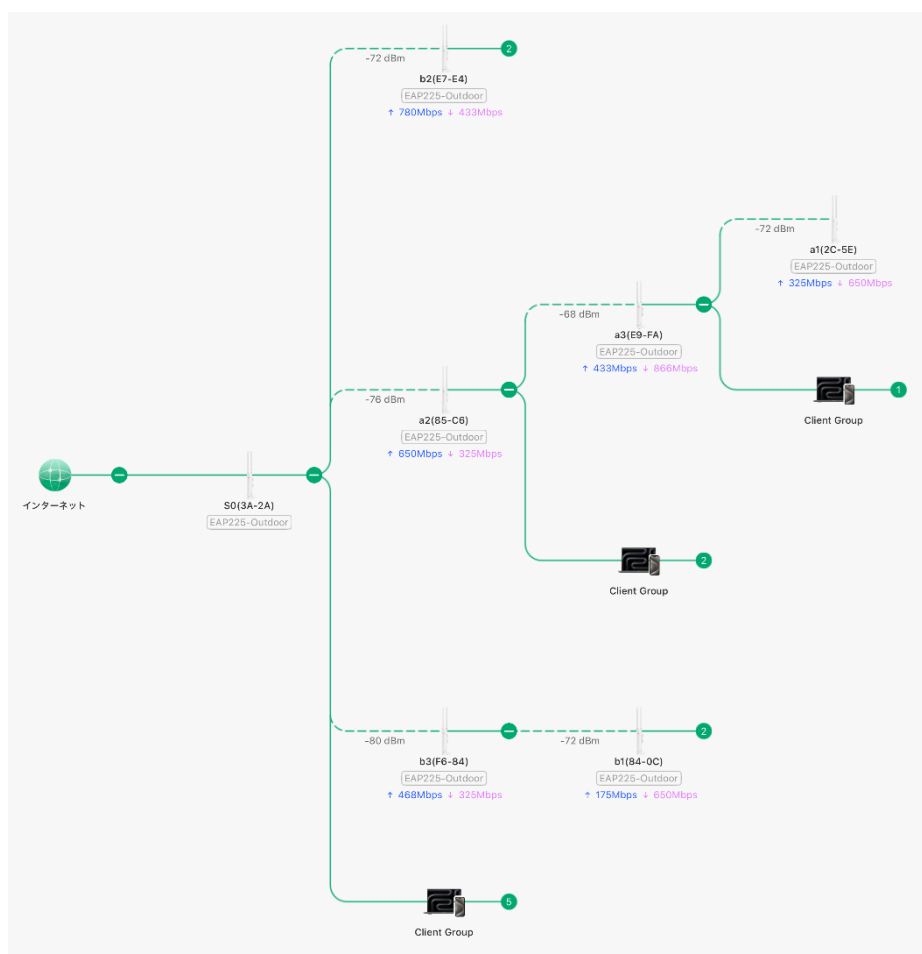 -72 dBm
2
b2(E7-E4)
EAP225-Outdoor
↑ 780Mbps ↓ 433Mbps
-72 dBm
a1(2C-5E)
EAP225-Outdoor
↑ 325Mbps ↓ 650Mbps
-68 dBm
a3(E9-FA)
EAP225-Outdoor
↑ 433Mbps ↓ 866Mbps
1
Client Group
-76 dBm
a2(85-C6)
EAP225-Outdoor
↑ 650Mbps ↓ 325Mbps
インターネット
S0(3A-2A)
EAP225-Outdoor
2
Client Group
-80 dBm
b3(F6-84)
EAP225-Outdoor
↑ 468Mbps ↓ 325Mbps
-72 dBm
2
b1(84-0C)
EAP225-Outdoor
↑ 175Mbps ↓ 650Mbps
5
Client Group